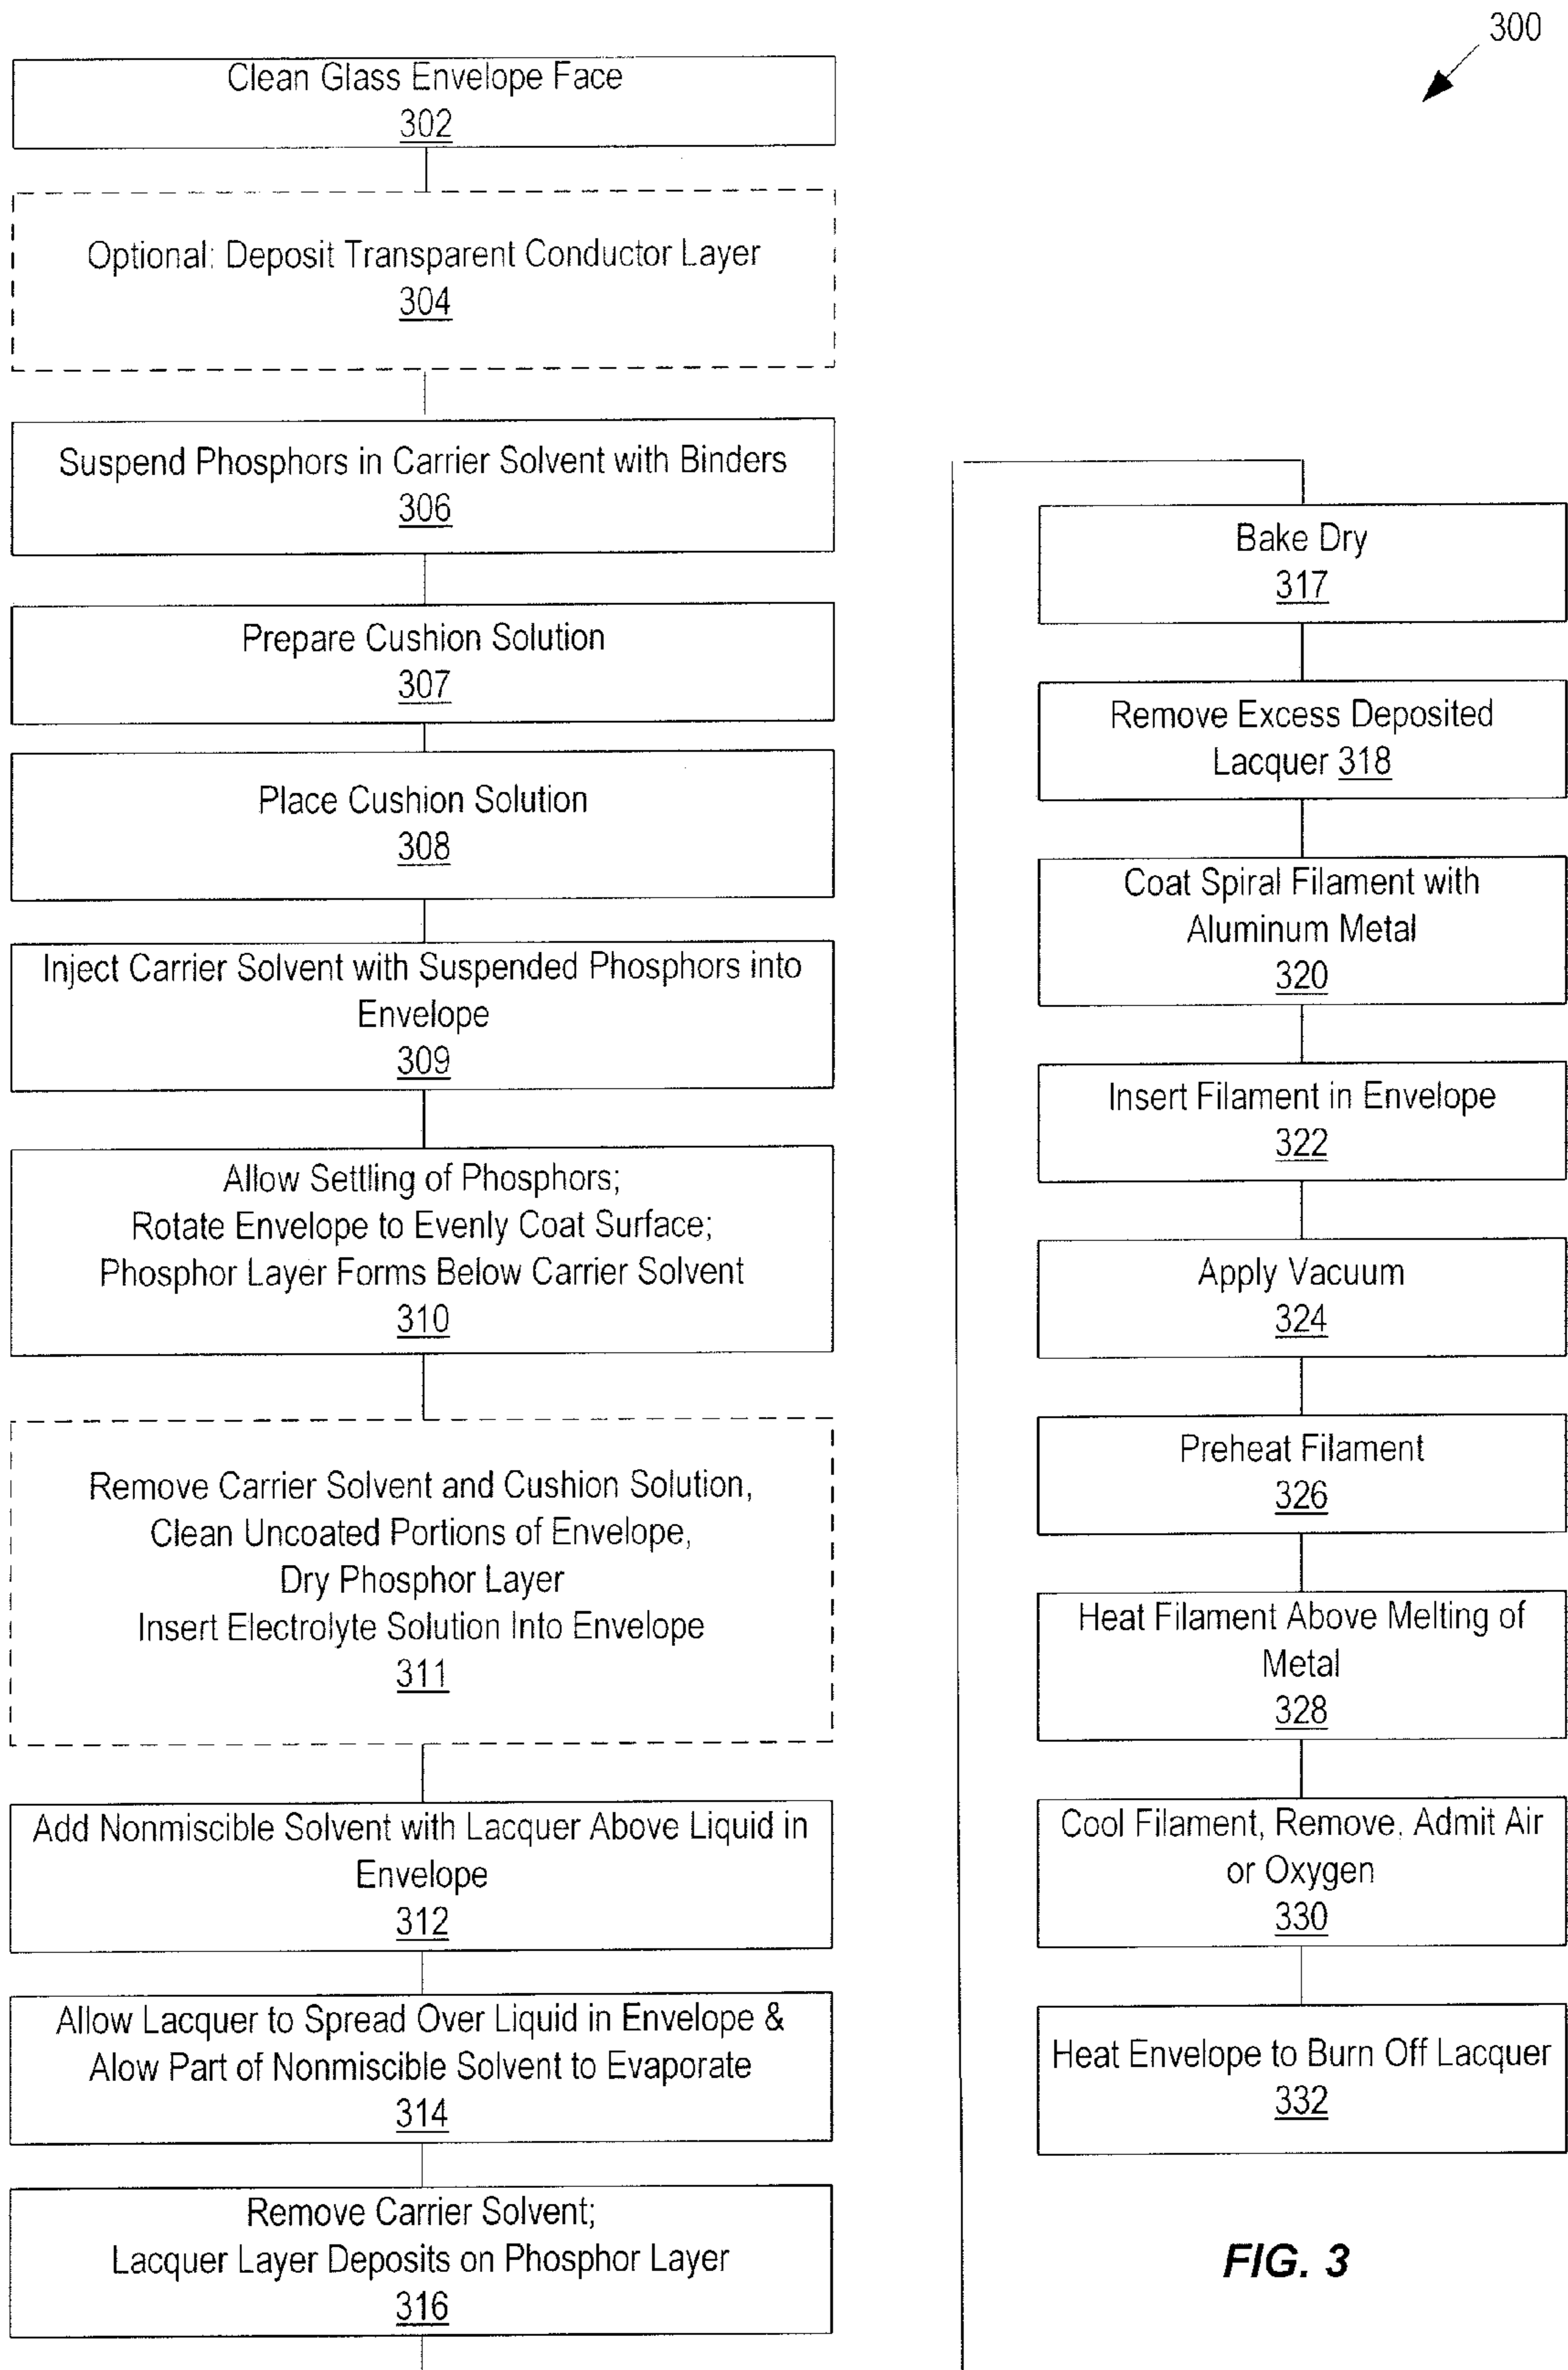 300
Clean Glass Envelope Face
302
Optional: Deposit Transparent Conductor Layer
304
Suspend Phosphors in Carrier Solvent with Binders
306
Prepare Cushion Solution
307
Place Cushion Solution
308
Inject Carrier Solvent with Suspended Phosphors into
Envelope
309
Allow Settling of Phosphors;
Rotate Envelope to Evenly Coat Surface;
Phosphor Layer Forms Below Carrier Solvent
310
Remove Carrier Solvent and Cushion Solution,
Clean Uncoated Portions of Envelope,
Dry Phosphor Layer
Insert Electrolyte Solution Into Envelope
311
Add Nonmiscible Solvent with Lacquer Above Liquid in
Envelope
312
Allow Lacquer to Spread Over Liquid in Envelope &
Alow Part of Nonmiscible Solvent to Evaporate
314
Remove Carrier Solvent;
Lacquer Layer Deposits on Phosphor Layer
316
Bake Dry
317
Remove Excess Deposited
Lacquer 318
Coat Spiral Filament with
Aluminum Metal
320
Insert Filament in Envelope
322
Apply Vacuum
324
Preheat Filament
326
Heat Filament Above Melting of
Metal
328
Cool Filament, Remove, Admit Air
or Oxygen
330
Heat Envelope to Burn Off Lacquer
332
FIG. 3